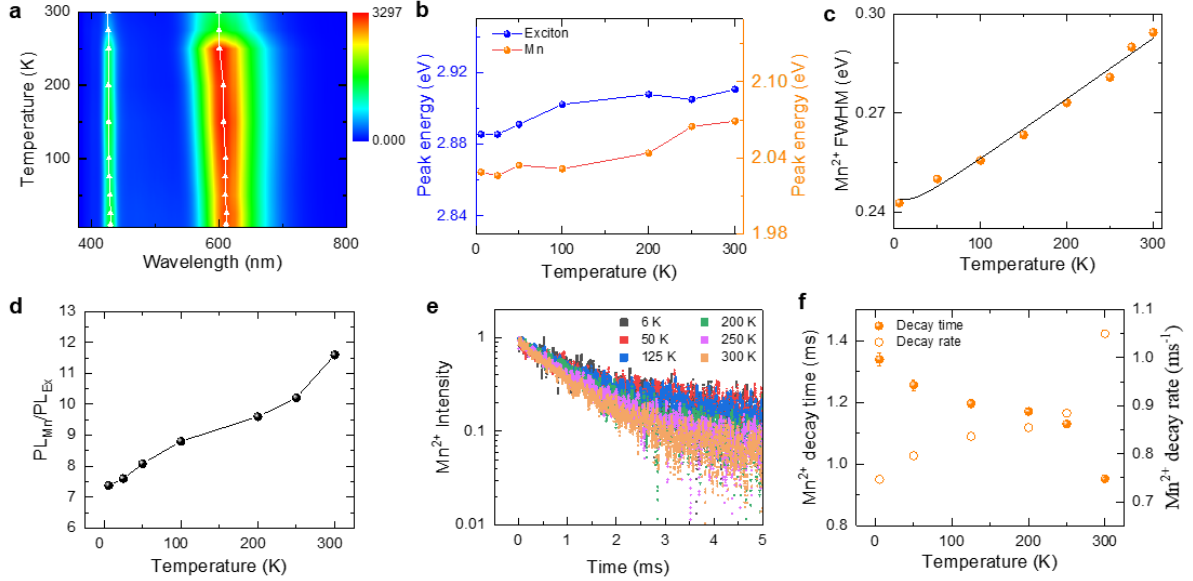 a
300
200
100
Temperature (K)
400
600
800
Wavelength (nm)
3297
0.000
b
Exciton
Mn
2.92
2.88
2.84
Peak energy (eV)
2.10
2.04
1.98
Peak energy (eV)
0
100
200
300
Temperature (K)
c
0.30
0.27
0.24
Mn²⁺ FWHM (eV)
0
100
200
300
Temperature (K)
d
13
12
11
10
9
8
7
6
PL_Mn/PL_Ex
0
100
200
300
Temperature (K)
e
6 K
50 K
125 K
200 K
250 K
300 K
1
0.1
0.01
Mn²⁺ Intensity
0
1
2
3
4
5
Time (ms)
f
Decay time
Decay rate
1.4
1.2
1.0
0.8
Mn²⁺ decay time (ms)
1.1
1.0
0.9
0.8
0.7
Mn²⁺ decay rate (ms⁻¹)
0
100
200
300
Temperature (K)